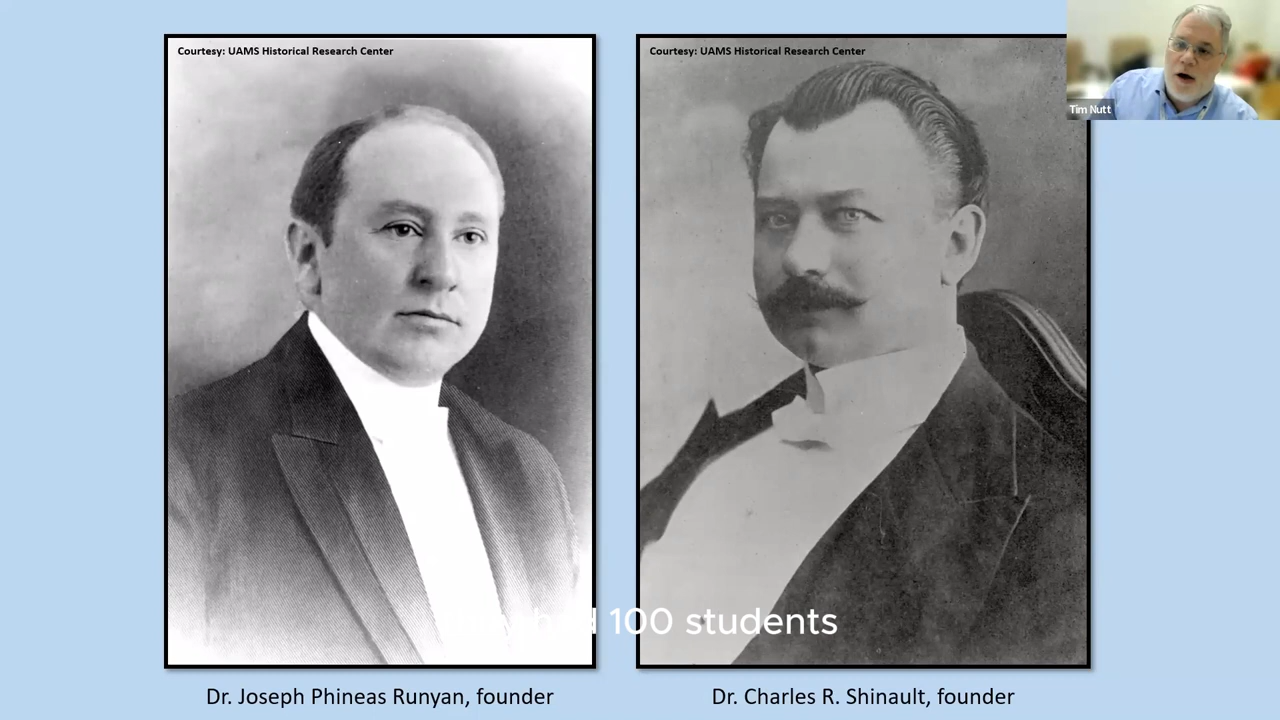 Courtesy: UAMS Historical Research Center
Courtesy: UAMS Historical Research Center
Tim Nutt
100 students
Dr. Joseph Phineas Runyan, founder
Dr. Charles R. Shinault, founder